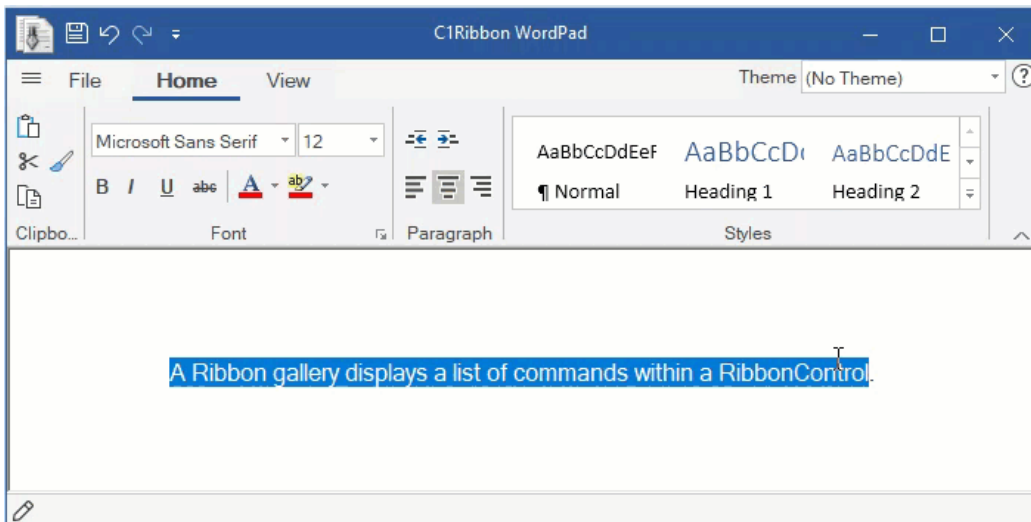 C1Ribbon WordPad
File Home View Theme (No Theme)
Microsoft Sans Serif 12
AaBbCcDdEeF AaBbCcD AaBbCcDdE
B I U abc A ab
¶ Normal Heading 1 Heading 2
Clipbo... Font Paragraph Styles
A Ribbon gallery displays a list of commands within a RibbonControl.